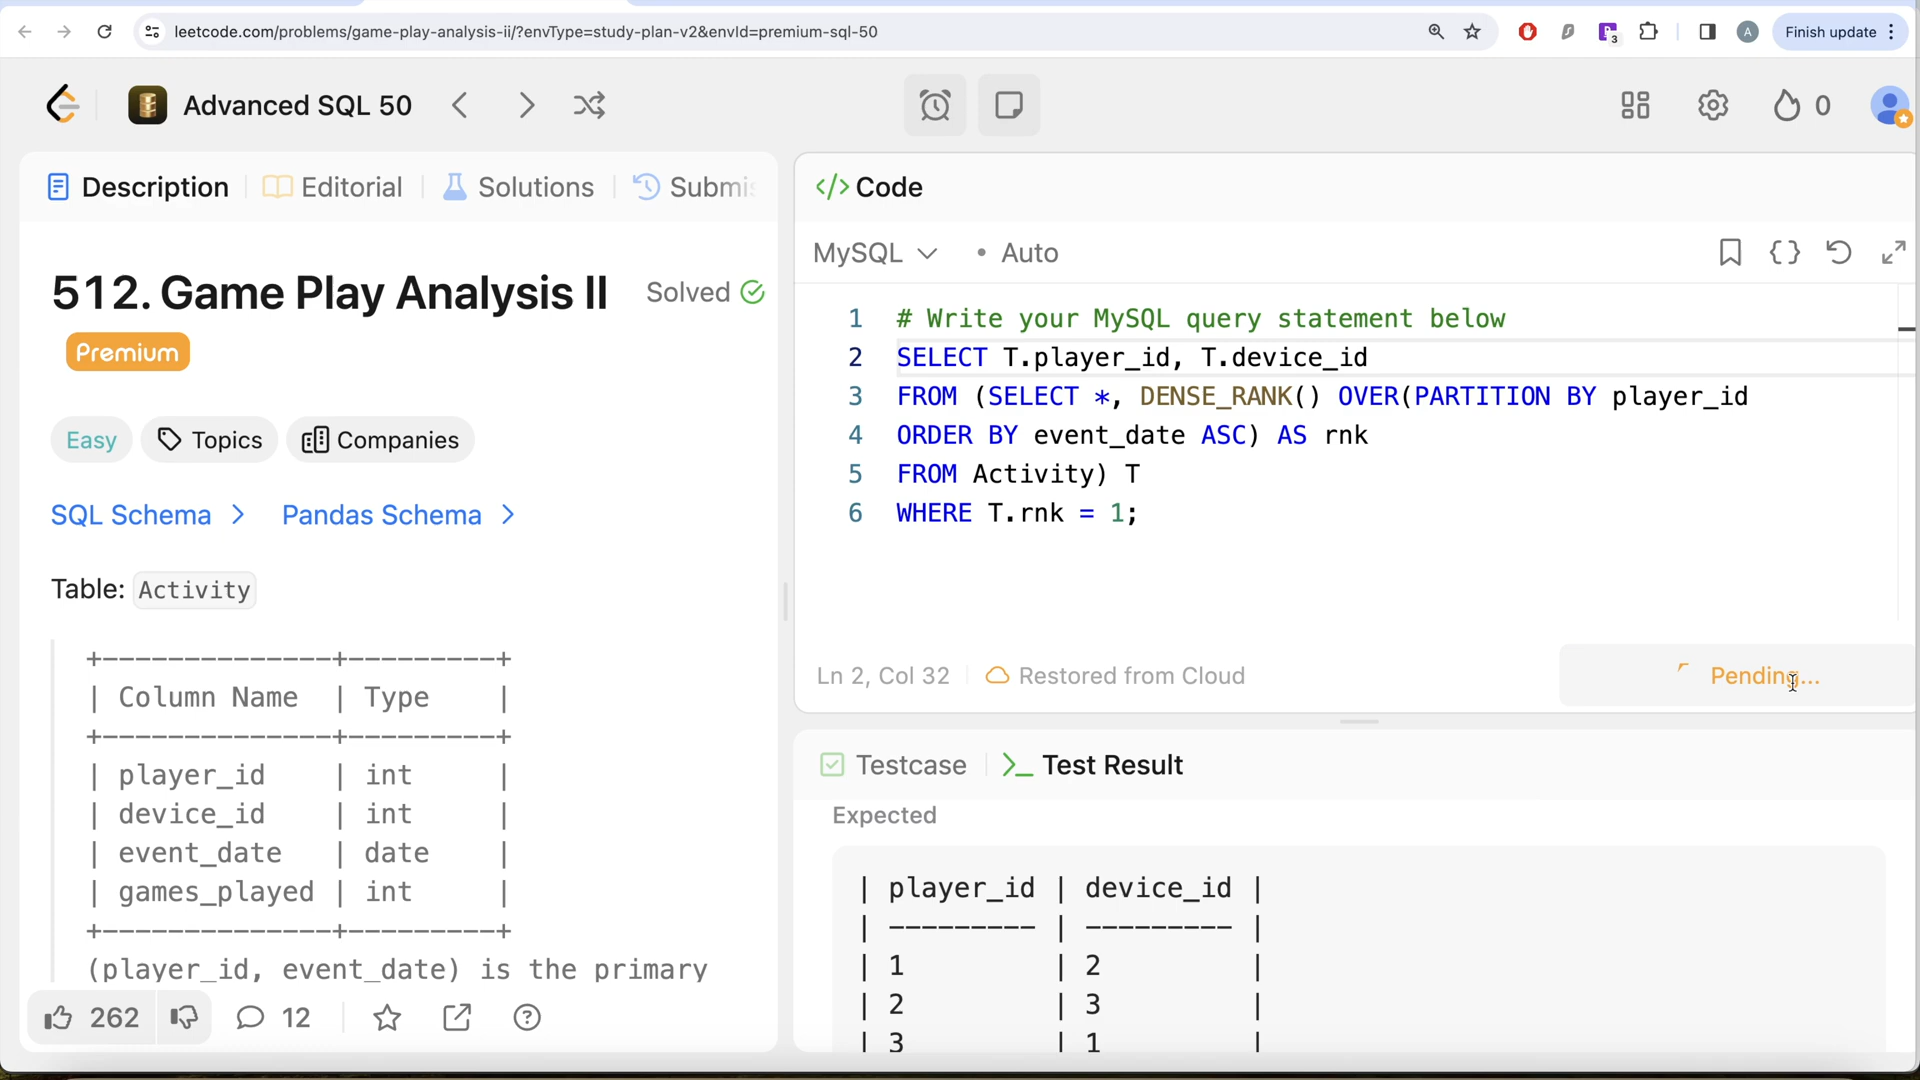 leetcode.com/problems/game-play-analysis-ii/?envType=study-plan-v2&envId=premium-sql-50
3
A
Finish update
Advanced SQL 50
0
Description
Editorial
Solutions
Submis
512. Game Play Analysis II
Solved
Premium
Easy
Topics
Companies
SQL Schema
Pandas Schema
Table: Activity
+--------------+---------+
| Column Name  | Type    |
+--------------+---------+
| player_id    | int     |
| device_id    | int     |
| event_date   | date    |
| games_played | int     |
+--------------+---------+
(player_id, event_date) is the primary
262
12
</> Code
MySQL
• Auto
1 # Write your MySQL query statement below
2 SELECT T.player_id, T.device_id
3 FROM (SELECT *, DENSE_RANK() OVER(PARTITION BY player_id
4 ORDER BY event_date ASC) AS rnk
5 FROM Activity) T
6 WHERE T.rnk = 1;
Ln 2, Col 32
Restored from Cloud
Pending...
Testcase
Test Result
Expected
| player_id | device_id |
| --------- | --------- |
| 1         | 2         |
| 2         | 3         |
| 3         | 1         |